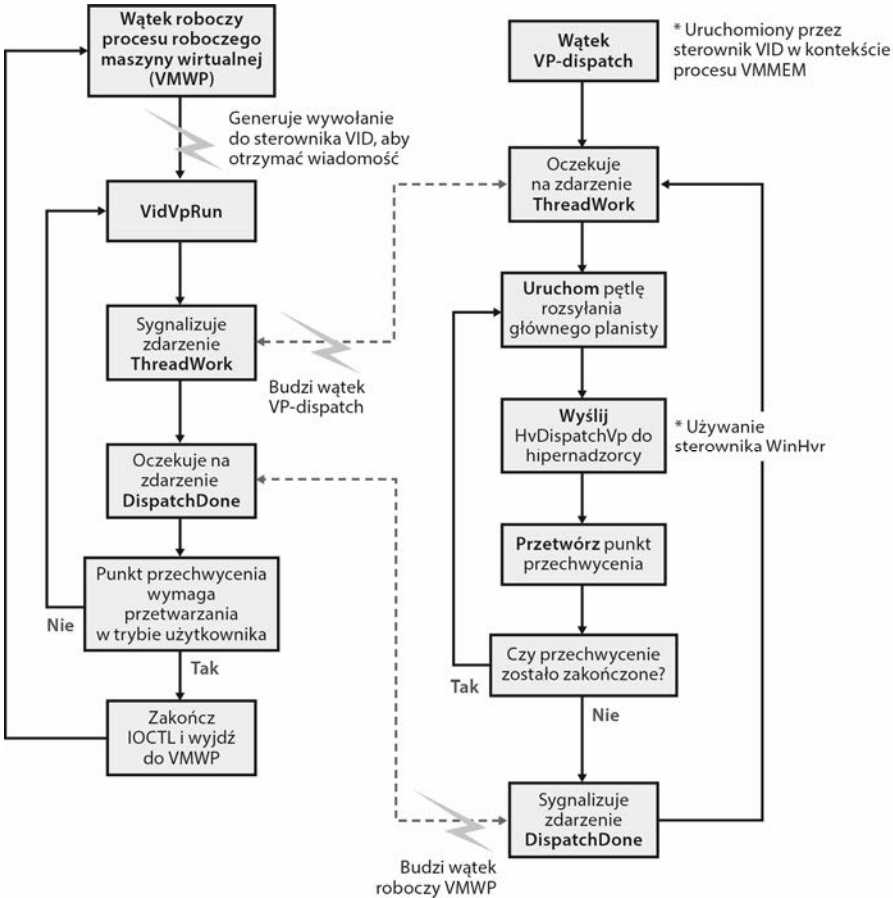 Wątek roboczy
procesu roboczego
maszyny wirtualnej
(VMWP)
Generuje wywołanie
do sterownika VID, aby
otrzymać wiadomość
VidVpRun
Sygnalizuje
zdarzenie
ThreadWork
Budzi wątek
VP-dispatch
Oczekuje na
zdarzenie
DispatchDone
Punkt przechwycenia
wymaga
przetwarzania
w trybie użytkownika
Nie
Tak
Zakończ
IOCTL i wyjdź
do VMWP
Wątek
VP-dispatch
* Uruchomiony przez
sterownik VID w kontekście
procesu VMMEM
Oczekuje
na zdarzenie
ThreadWork
Uruchom pętlę
rozsyłania
głównego planisty
Wyślij
HvDispatchVp do
hipernadzorcy
* Używanie
sterownika WinHvr
Przetwórz punkt
przechwycenia
Czy przechwycenie
zostało zakończone?
Tak
Nie
Sygnalizuje
zdarzenie
DispatchDone
Budzi wątek
roboczy VMWP